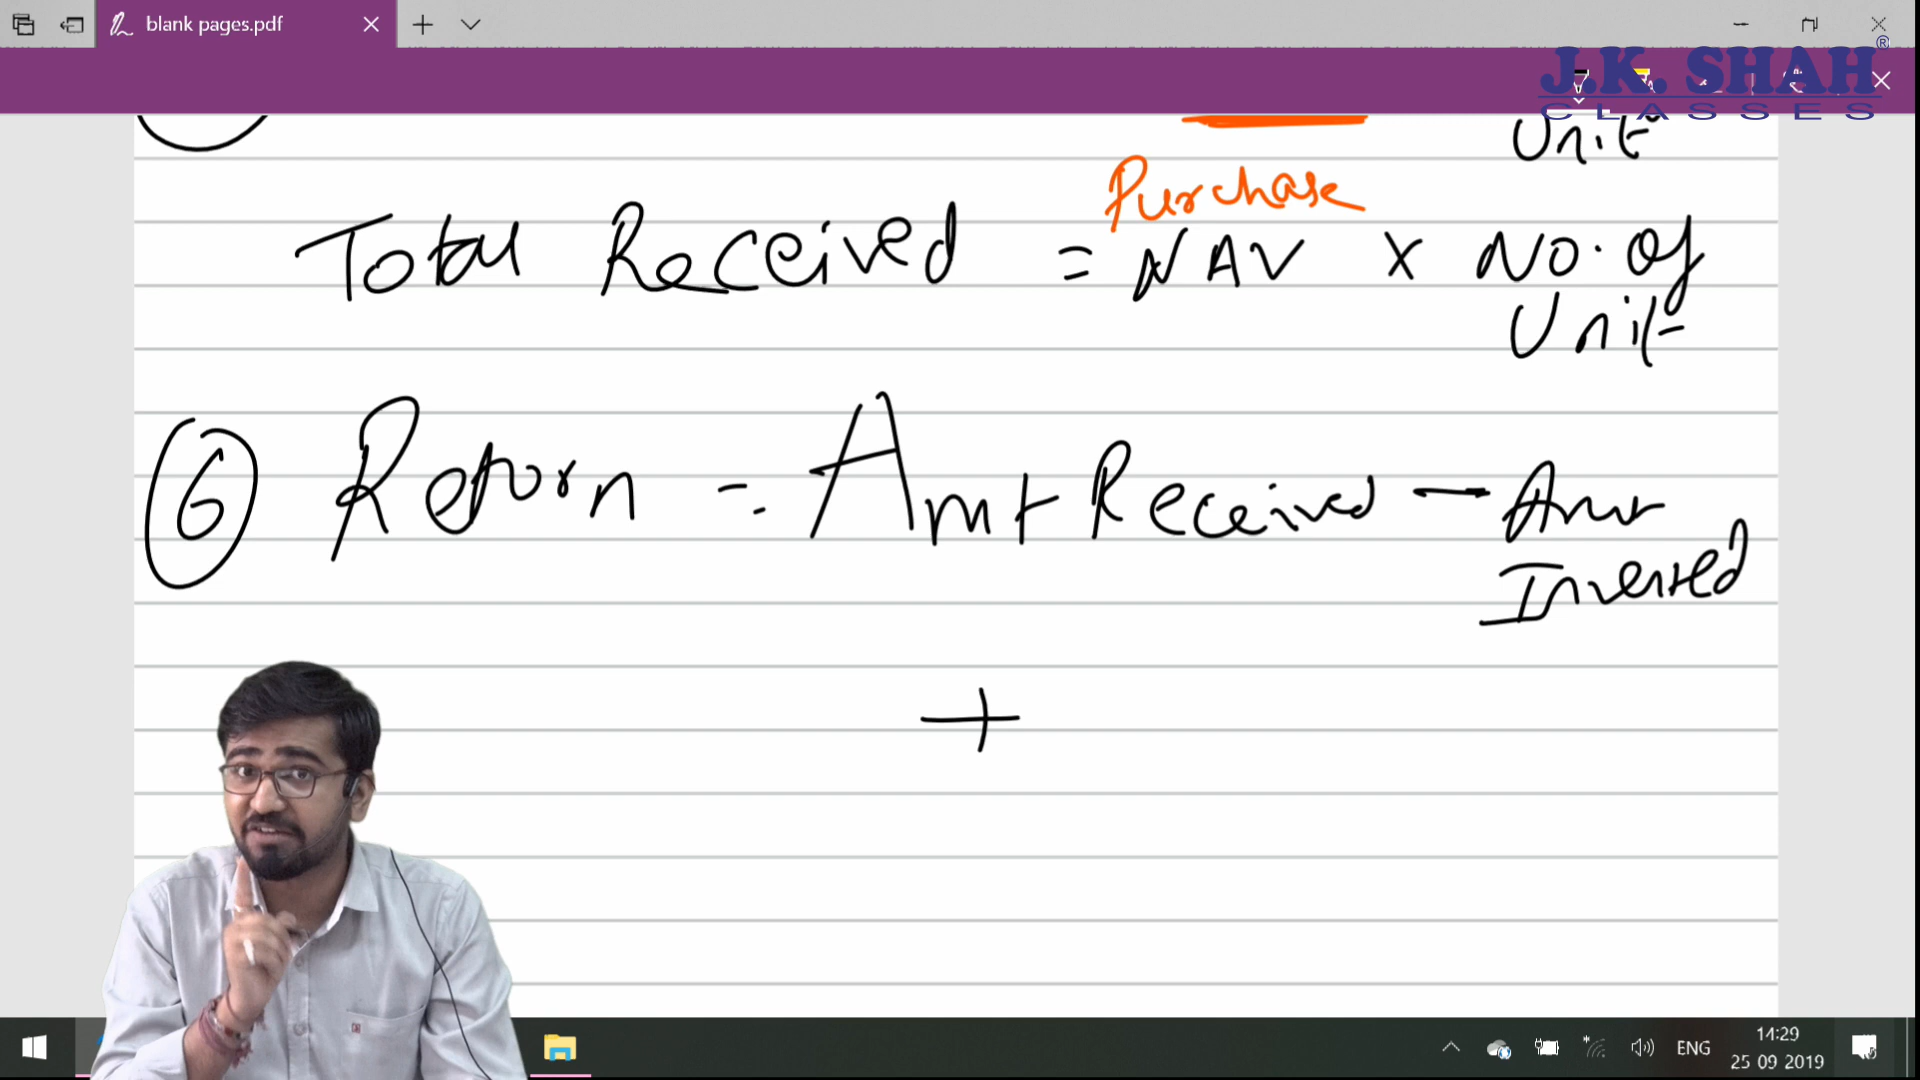 blank pages.pdf
J.K. SHAH®
CLASSES
Unit
Purchase
Total Received = NAV x No. of
Unit
6 Return = Amt Received - Amt
Invested
+
ENG
14:29
25 09 2019